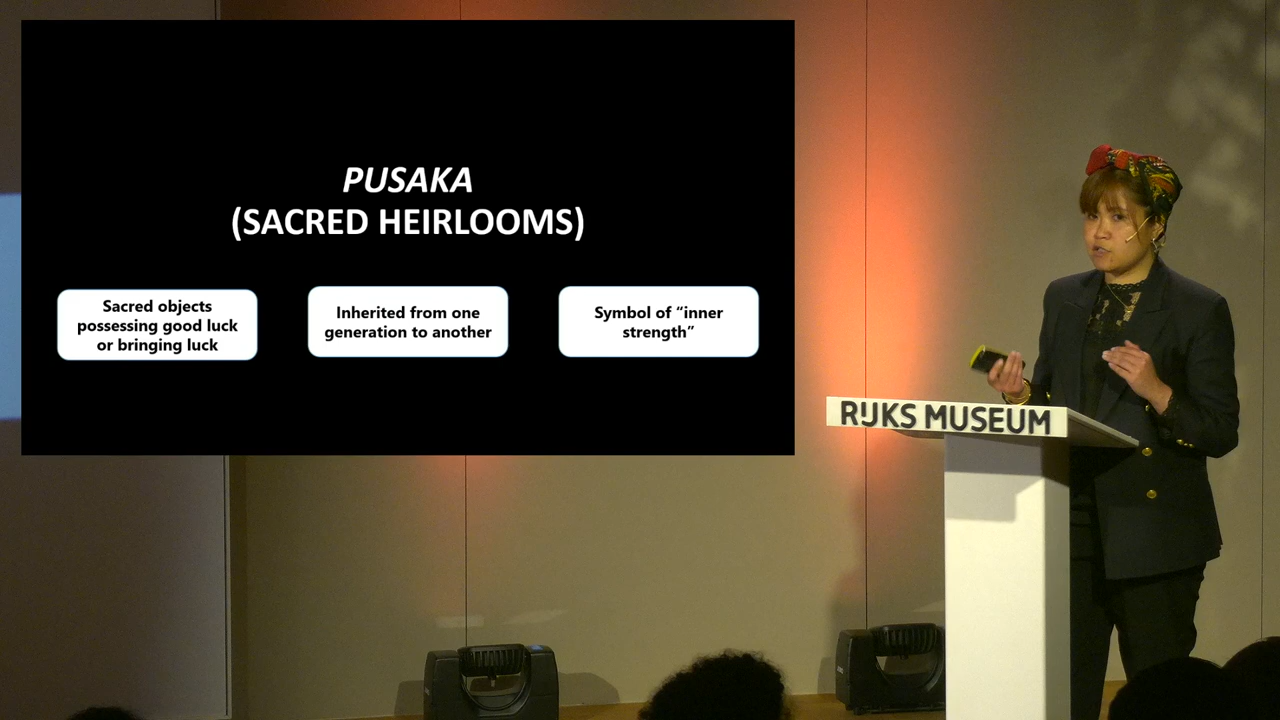 PUSAKA
(SACRED HEIRLOOMS)
Sacred objects
possessing good luck
or bringing luck
Inherited from one
generation to another
Symbol of “inner
strength”
RIJKS MUSEUM